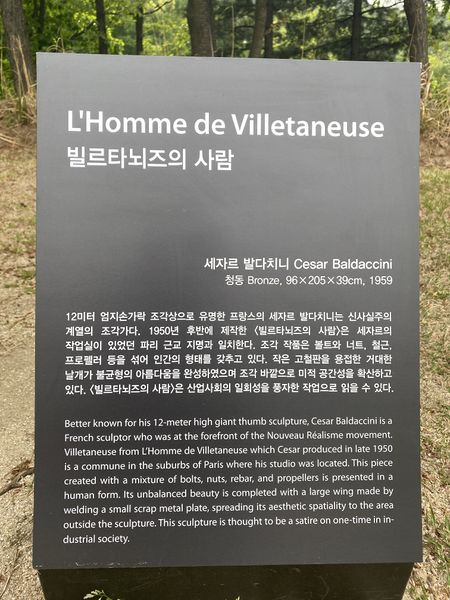 L'Homme de Villetaneuse
빌르타뇌즈의 사람
세자르 발다치니 Cesar Baldaccini
청동 Bronze, 96×205×39cm, 1959
12미터 엄지손가락 조각상으로 유명한 프랑스의 세자르 발다치니는 신사실주의
계열의 조각가다. 1950년 후반에 제작한 〈빌르타뇌즈의 사람〉은 세자르의
작업실이 있었던 파리 근교 지명과 일치한다. 조각 작품은 볼트와 너트, 철근,
프로펠러 등을 섞어 인간의 형태를 갖추고 있다. 작은 고철판을 용접한 거대한
날개가 불균형의 아름다움을 완성하였으며 조각 바깥으로 미적 공간성을 확산하고
있다. 〈빌르타뇌즈의 사람〉은 산업사회의 일회성을 풍자한 작업으로 읽을 수 있다.
Better known for his 12-meter high giant thumb sculpture, Cesar Baldaccini is a
French sculptor who was at the forefront of the Nouveau Réalisme movement.
Villetaneuse from L'Homme de Villetaneuse which Cesar produced in late 1950
is a commune in the suburbs of Paris where his studio was located. This piece
created with a mixture of bolts, nuts, rebar, and propellers is presented in a
human form. Its unbalanced beauty is completed with a large wing made by
welding a small scrap metal plate, spreading its aesthetic spatiality to the area
outside the sculpture. This sculpture is thought to be a satire on one-time in in-
dustrial society.